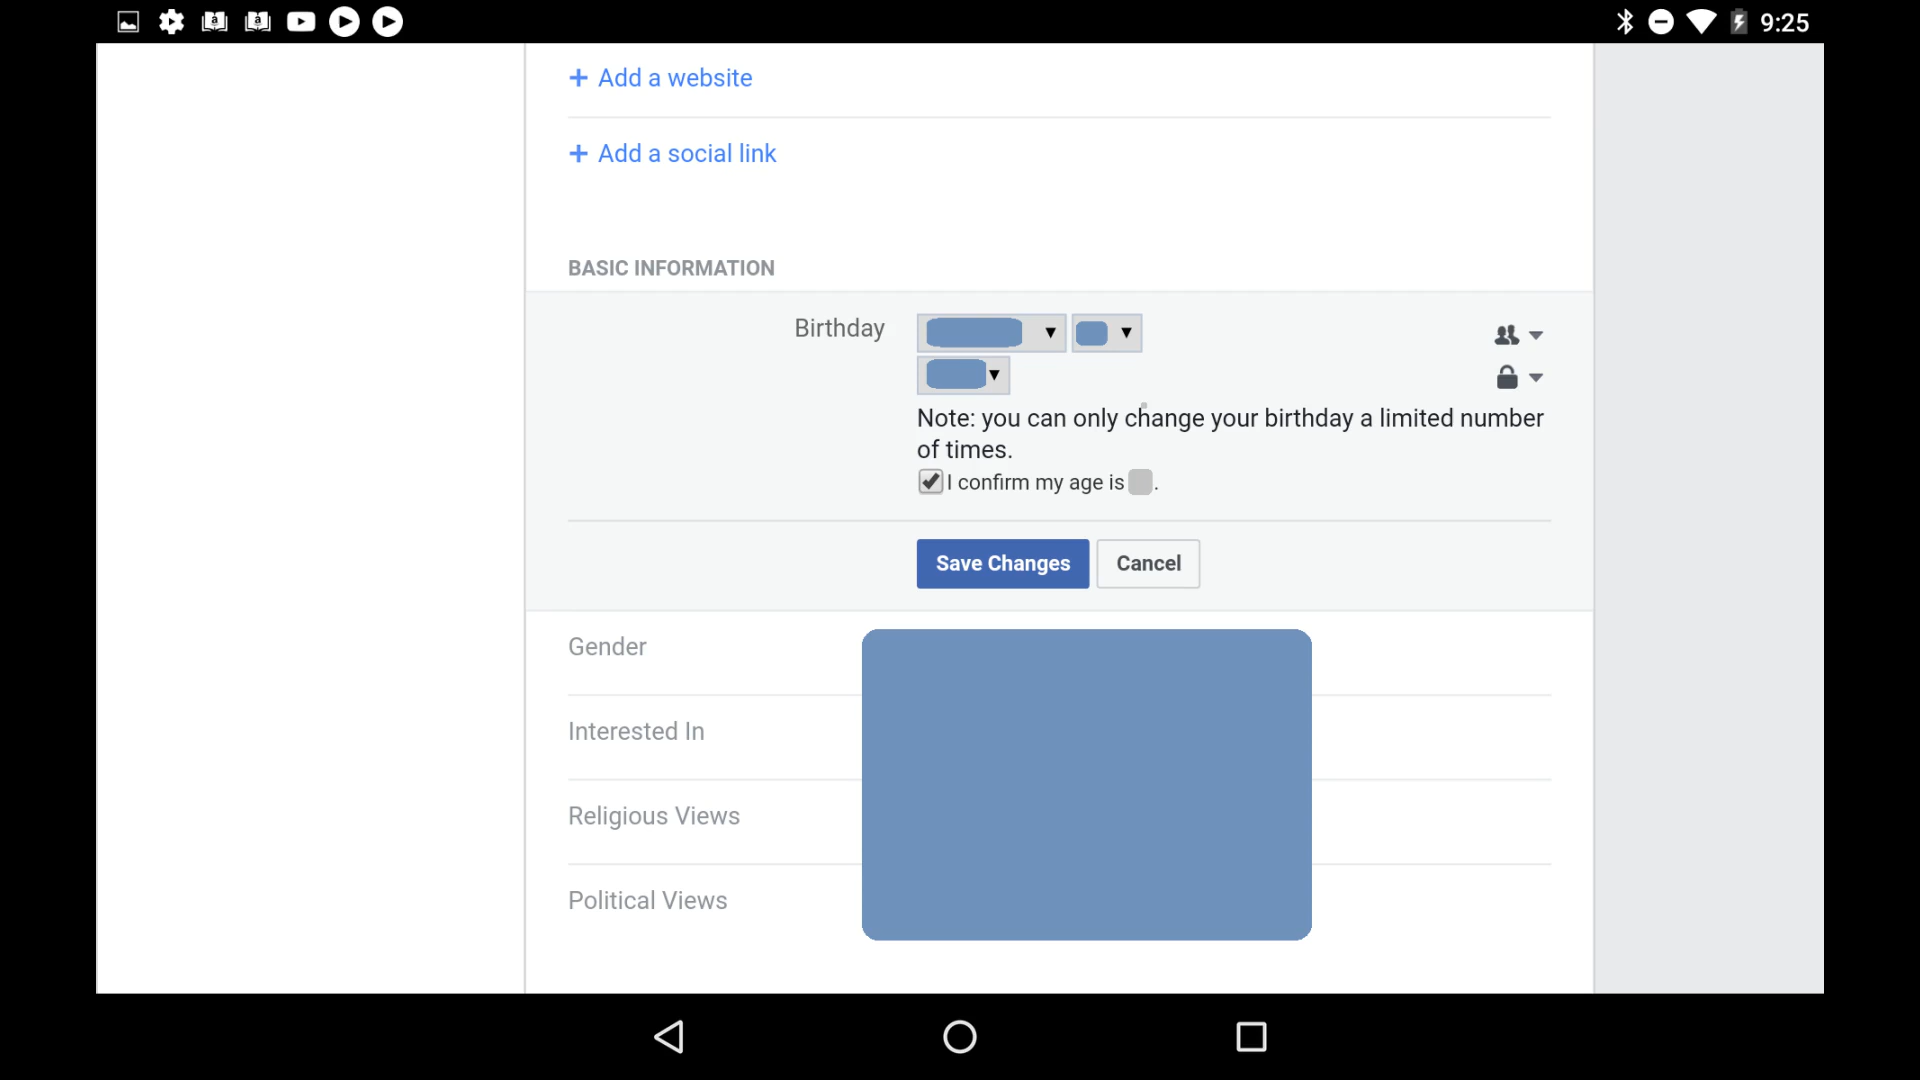 9:25
+ Add a website
+ Add a social link
BASIC INFORMATION
Birthday
Note: you can only change your birthday a limited number
of times.
I confirm my age is .
Save Changes Cancel
Gender
Interested In
Religious Views
Political Views